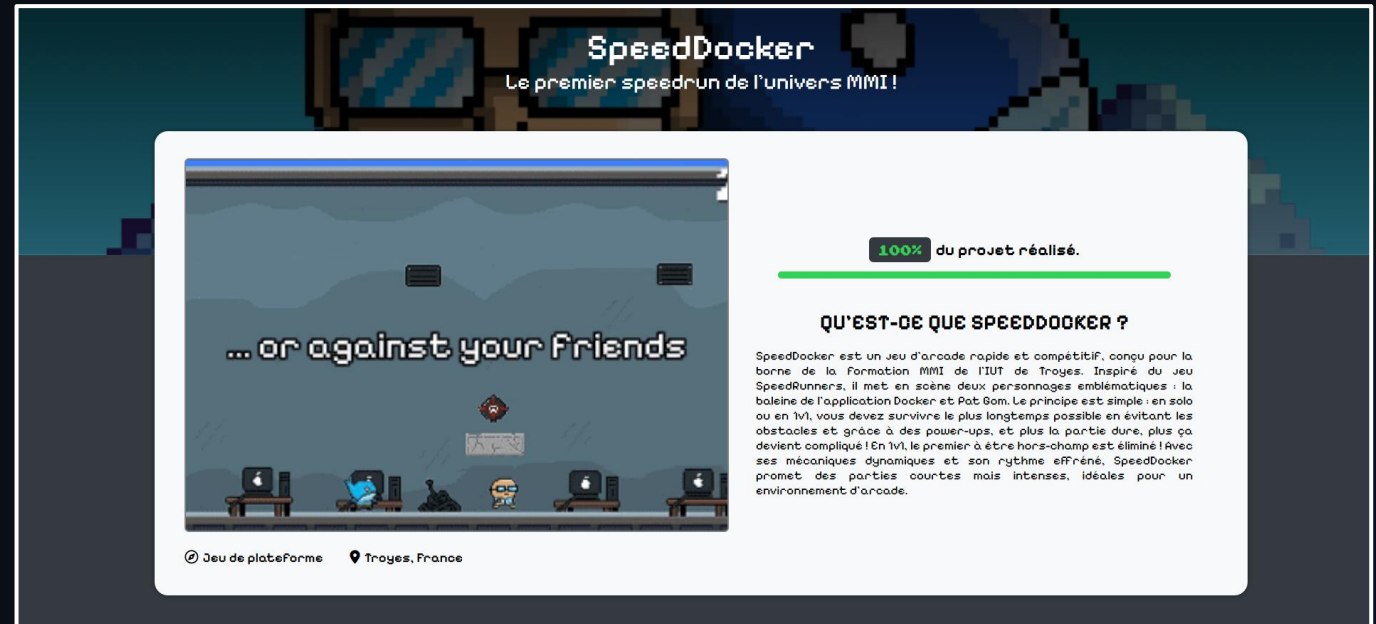 SpeedDocker
Le premier speedrun de l'univers MMI !
... or against your friends
100% du projet réalisé.
QU'EST-CE QUE SPEEDDOCKER ?
SpeedDocker est un jeu d'arcade rapide et compétitif, conçu pour la
borne de la formation MMI de l'IUT de Troyes. Inspiré du jeu
SpeedRunners, il met en scène deux personnages emblématiques : la
baleine de l'application Docker et Pat Gom. Le principe est simple : en solo
ou en 1v1, vous devez survivre le plus longtemps possible en évitant les
obstacles et grâce à des power-ups, et plus la partie dure, plus ça
devient compliqué ! En 1v1, le premier à être hors-champ est éliminé ! Avec
ses mécaniques dynamiques et son rythme effréné, SpeedDocker
promet des parties courtes mais intenses, idéales pour un
environnement d'arcade.
Jeu de plateforme
Troyes, France